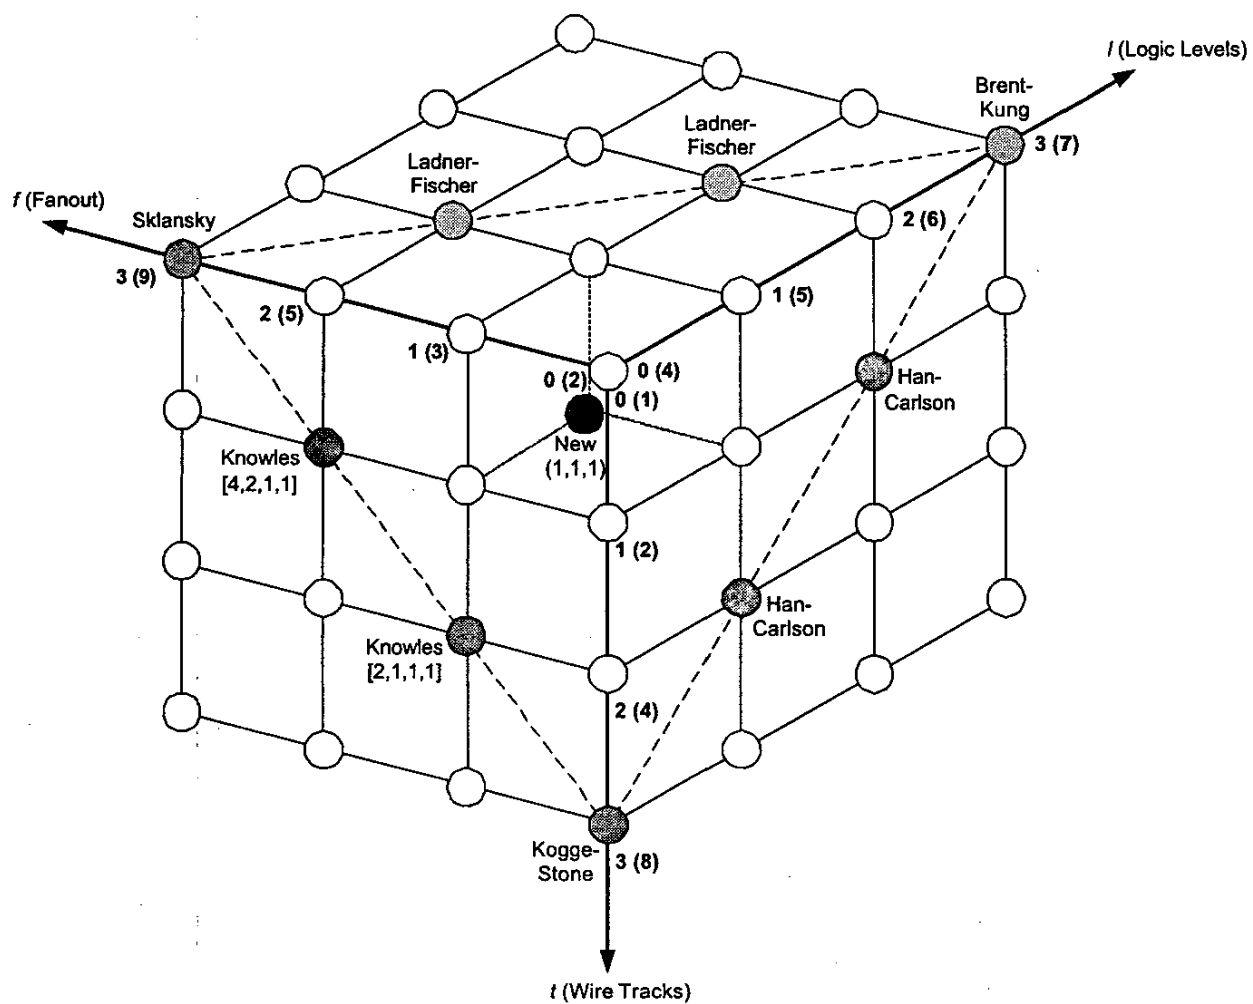 l (Logic Levels)
Brent-
Kung
3 (7)
Ladner-
Fischer
Ladner-
Fischer
f (Fanout)
Sklansky
2 (6)
3 (9)
2 (5)
1 (5)
1 (3)
0 (2)
0 (4)
0 (1)
Han-
Carlson
New
(1,1,1)
Knowles
[4,2,1,1]
1 (2)
Han-
Carlson
Knowles
[2,1,1,1]
2 (4)
Kogge-
Stone
3 (8)
t (Wire Tracks)